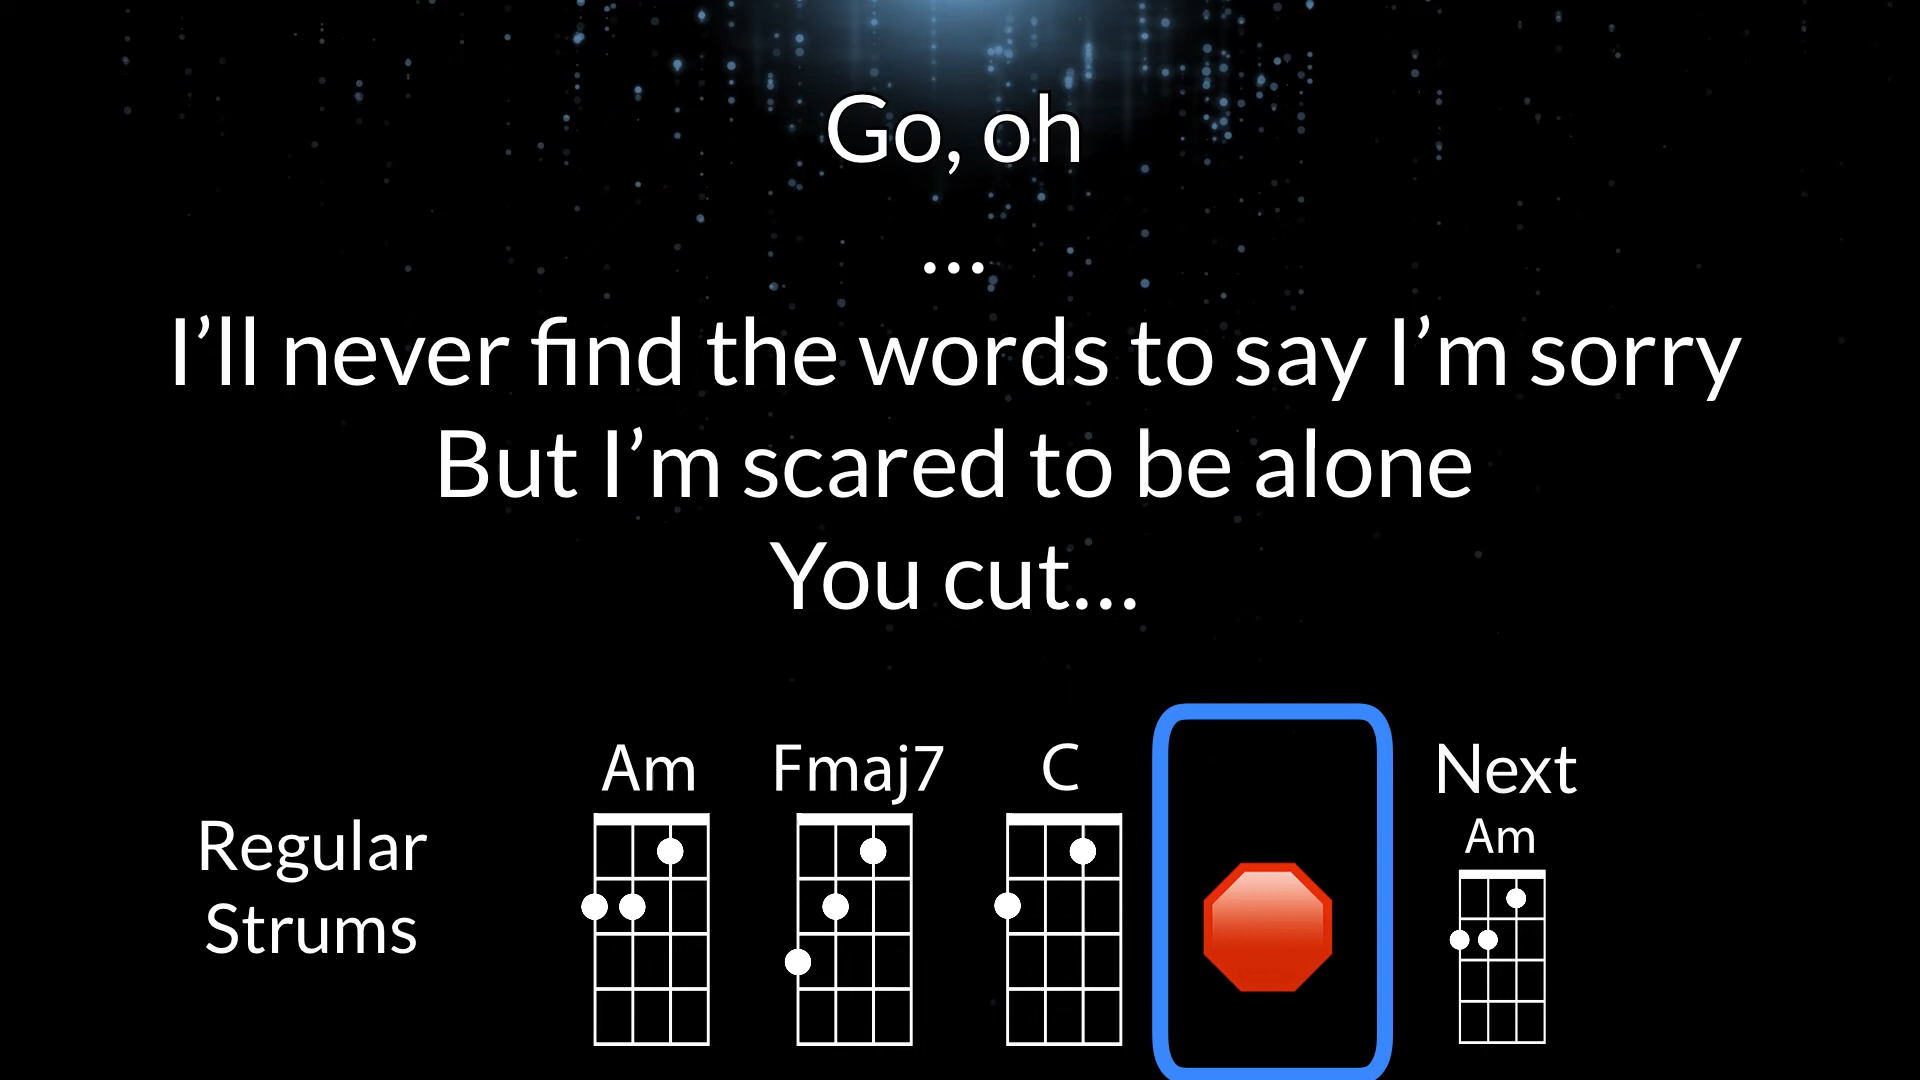 Go, oh
...
I’ll never find the words to say I’m sorry
But I’m scared to be alone
You cut...
Am Fmaj7 C Next
Am
Regular
Strums